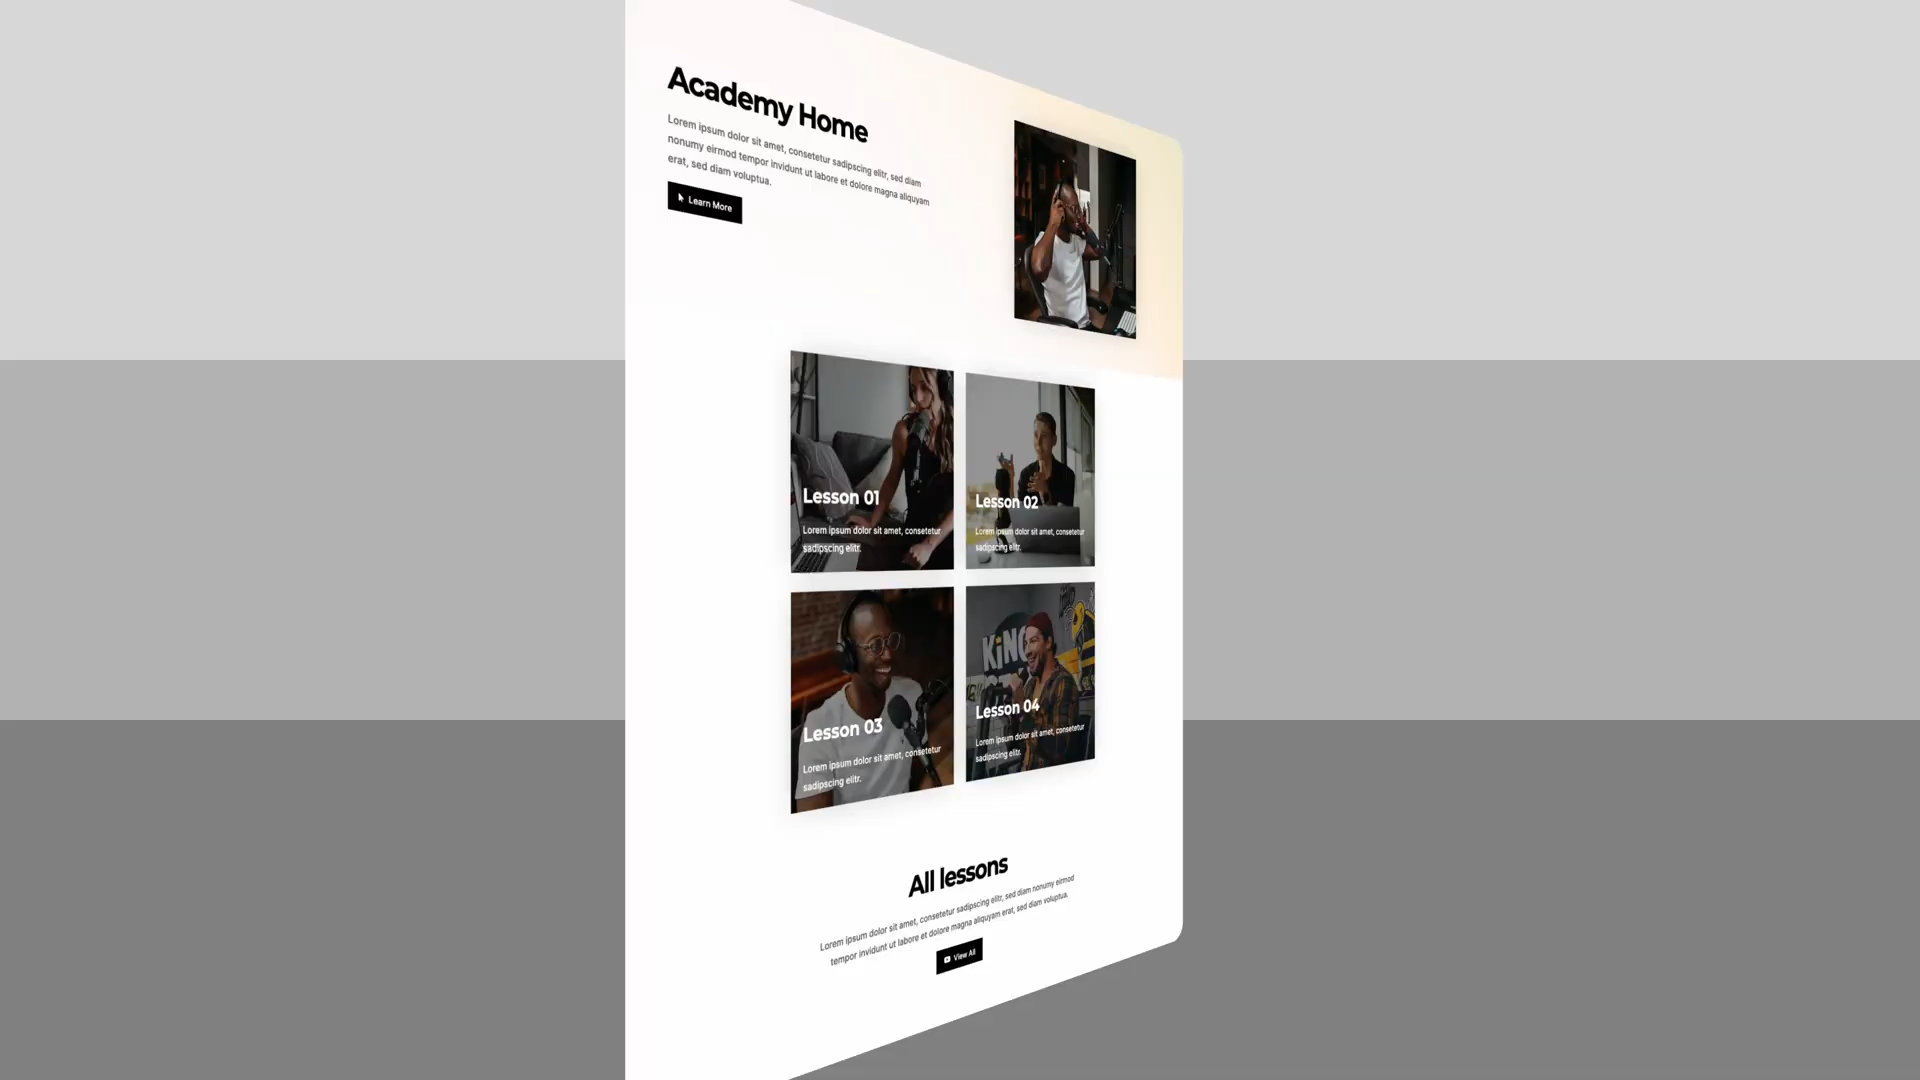 Academy Home
Lorem ipsum dolor sit amet, consetetur sadipscing elitr, sed diam
nonumy eirmod tempor invidunt ut labore et dolore magna aliquyam
erat, sed diam voluptua.
Learn More
Lesson 01
Lorem ipsum dolor sit amet, consetetur
sadipscing elitr.
Lesson 02
Lorem ipsum dolor sit amet, consetetur
sadipscing elitr.
KING
Lesson 03
Lorem ipsum dolor sit amet, consetetur
sadipscing elitr.
Lesson 04
Lorem ipsum dolor sit amet, consetetur
sadipscing elitr.
All lessons
Lorem ipsum dolor sit amet, consetetur sadipscing elitr, sed diam nonumy eirmod
tempor invidunt ut labore et dolore magna aliquyam erat, sed diam voluptua.
View All